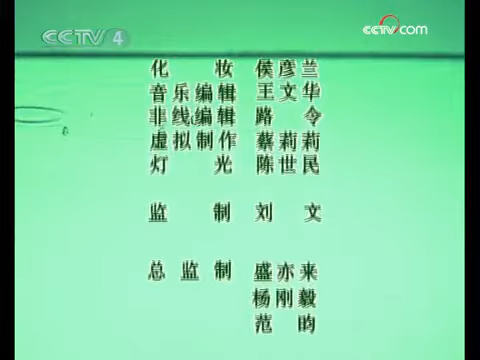 CCTV 4
CCTV.com
化妆 侯彦兰
音乐编辑 王文华
非线编辑 路令
虚拟制作 蔡莉莉
灯光 陈世民
监制 刘文
总监制 盛亦来
杨刚毅
范昀